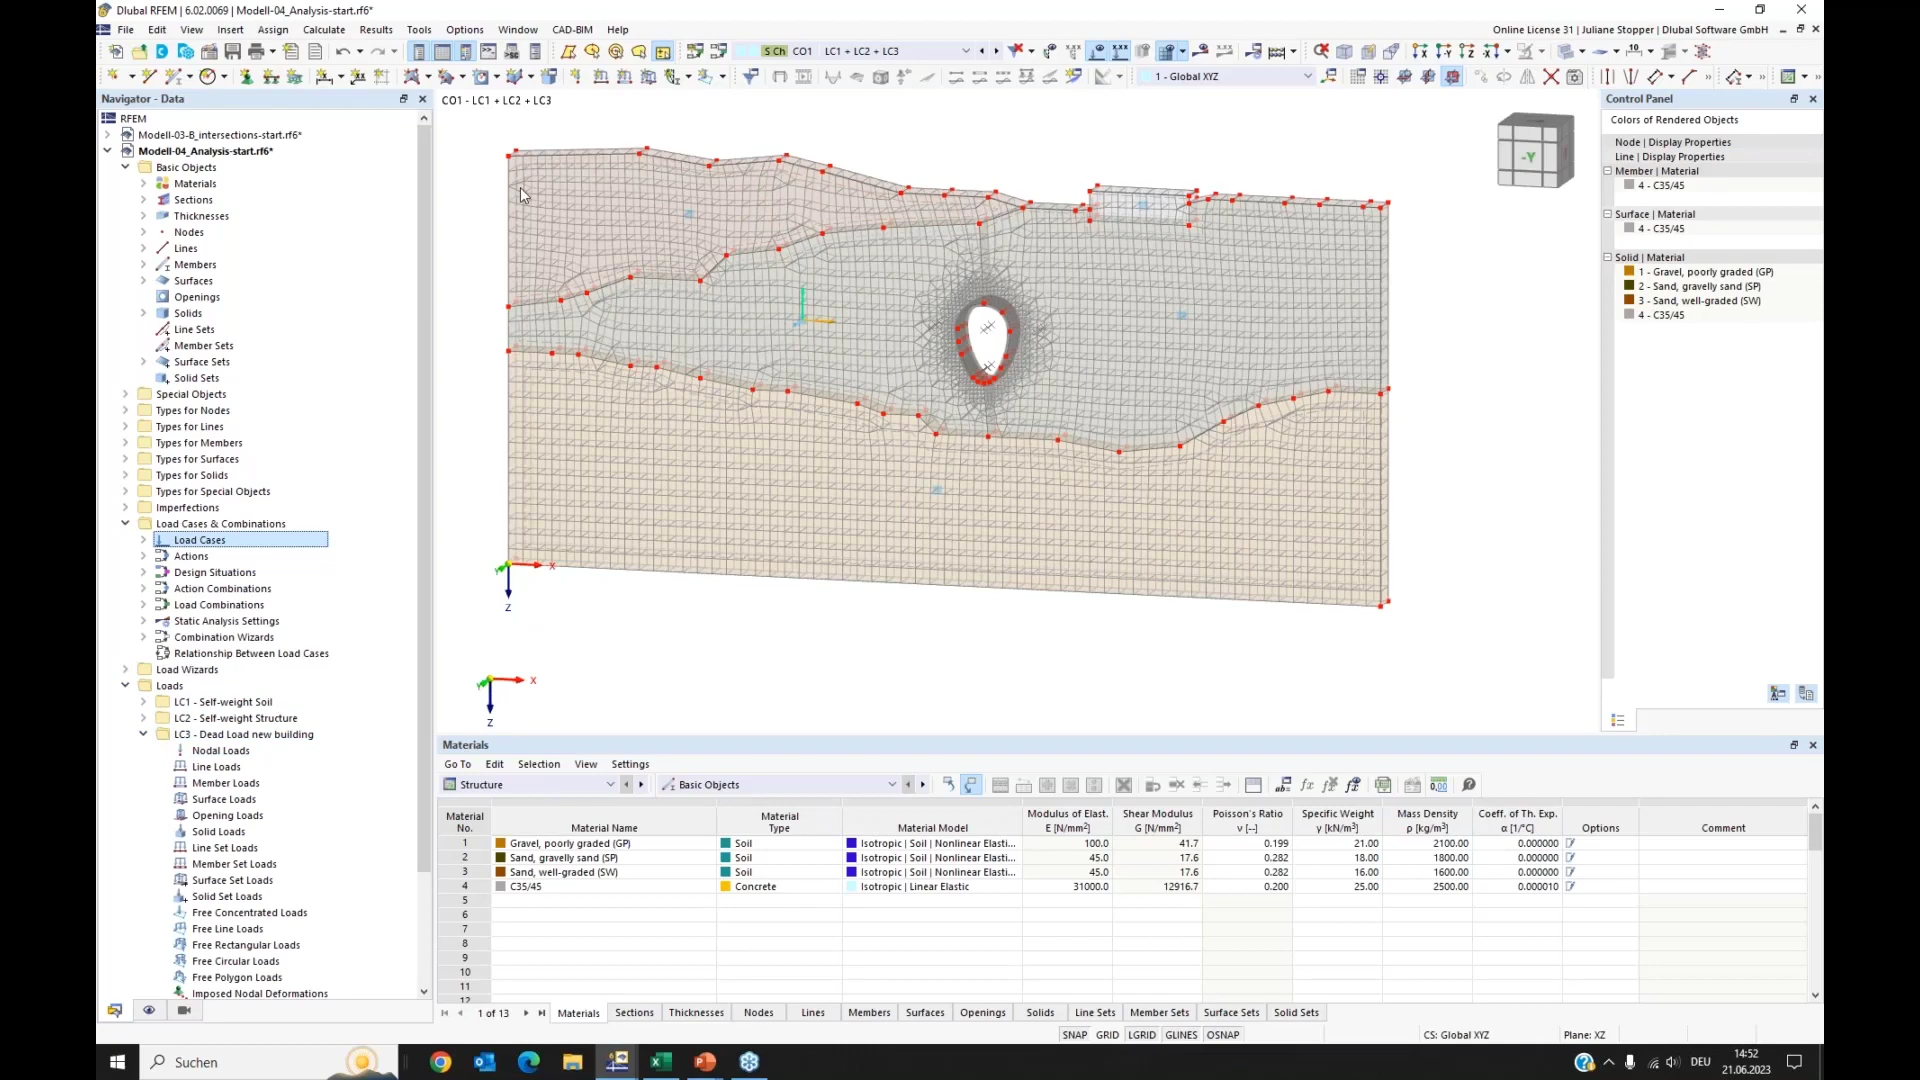 Dlubal RFEM | 6.02.0069 | Modell-04_Analysis-start.rf6*
File Edit View Insert Assign Calculate Results Tools Options Window CAD-BIM Help
Online License 31 | Juliane Stopper | Dlubal Software GmbH
S Ch CO1 LC1 + LC2 + LC3
1 - Global XYZ
Navigator - Data
RFEM
Modell-03-B_intersections-start.rf6*
Modell-04_Analysis-start.rf6*
Basic Objects
Materials
Sections
Thicknesses
Nodes
Lines
Members
Surfaces
Openings
Solids
Line Sets
Member Sets
Surface Sets
Solid Sets
Special Objects
Types for Nodes
Types for Lines
Types for Members
Types for Surfaces
Types for Solids
Types for Special Objects
Imperfections
Load Cases & Combinations
Load Cases
Actions
Design Situations
Action Combinations
Load Combinations
Static Analysis Settings
Combination Wizards
Relationship Between Load Cases
Load Wizards
Loads
LC1 - Self-weight Soil
LC2 - Self-weight Structure
LC3 - Dead Load new building
Nodal Loads
Line Loads
Member Loads
Surface Loads
Opening Loads
Solid Loads
Line Set Loads
Member Set Loads
Surface Set Loads
Solid Set Loads
Free Concentrated Loads
Free Line Loads
Free Rectangular Loads
Free Circular Loads
Free Polygon Loads
Imposed Nodal Deformations
CO1 - LC1 + LC2 + LC3
-Y
Y X
Z
Y X
Z
Control Panel
Colors of Rendered Objects
Node | Display Properties
Line | Display Properties
Member | Material
4 - C35/45
Surface | Material
4 - C35/45
Solid | Material
1 - Gravel, poorly graded (GP)
2 - Sand, gravelly sand (SP)
3 - Sand, well-graded (SW)
4 - C35/45
Materials
Go To Edit Selection View Settings
Structure Basic Objects
Material Material Modulus of Elast. Shear Modulus Poisson's Ratio Specific Weight Mass Density Coeff. of Th. Exp.
No. Material Name Type Material Model E [N/mm²] G [N/mm²] ν [--] γ [kN/m³] ρ [kg/m³] α [1/°C] Options Comment
1 Gravel, poorly graded (GP) Soil Isotropic | Soil | Nonlinear Elasti... 100.0 41.7 0.199 21.00 2100.00 0.000000
2 Sand, gravelly sand (SP) Soil Isotropic | Soil | Nonlinear Elasti... 45.0 17.6 0.282 18.00 1800.00 0.000000
3 Sand, well-graded (SW) Soil Isotropic | Soil | Nonlinear Elasti... 45.0 17.6 0.282 16.00 1600.00 0.000000
4 C35/45 Concrete Isotropic | Linear Elastic 31000.0 12916.7 0.200 25.00 2500.00 0.000010
5
6
7
8
9
10
11
12
1 of 13 Materials Sections Thicknesses Nodes Lines Members Surfaces Openings Solids Line Sets Member Sets Surface Sets Solid Sets
SNAP GRID LGRID GLINES OSNAP CS: Global XYZ Plane: XZ
Suchen
DEU
14:52
21.06.2023